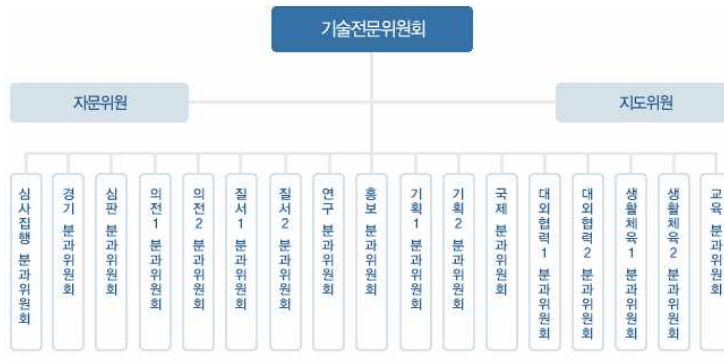 기술전문위원회
자문위원
지도위원
심사집행 분과위원회
경기 분과위원회
심판 분과위원회
의전1 분과위원회
의전2 분과위원회
질서1 분과위원회
질서2 분과위원회
연구 분과위원회
홍보 분과위원회
기획1 분과위원회
기획2 분과위원회
국제 분과위원회
대외협력1 분과위원회
대외협력2 분과위원회
생활체육1 분과위원회
생활체육2 분과위원회
교육 분과위원회